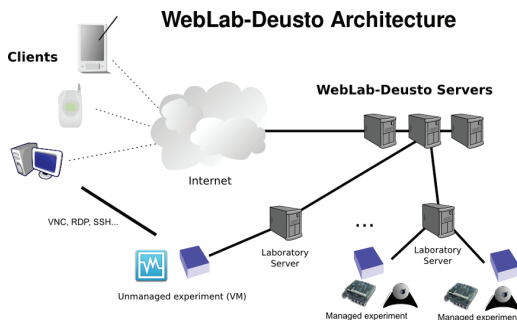 WebLab-Deusto Architecture
Clients
WebLab-Deusto Servers
Internet
VNC, RDP, SSH...
...
Laboratory
Server
Laboratory
Server
Unmanaged experiment (VM)
Managed experiment
Managed experiment